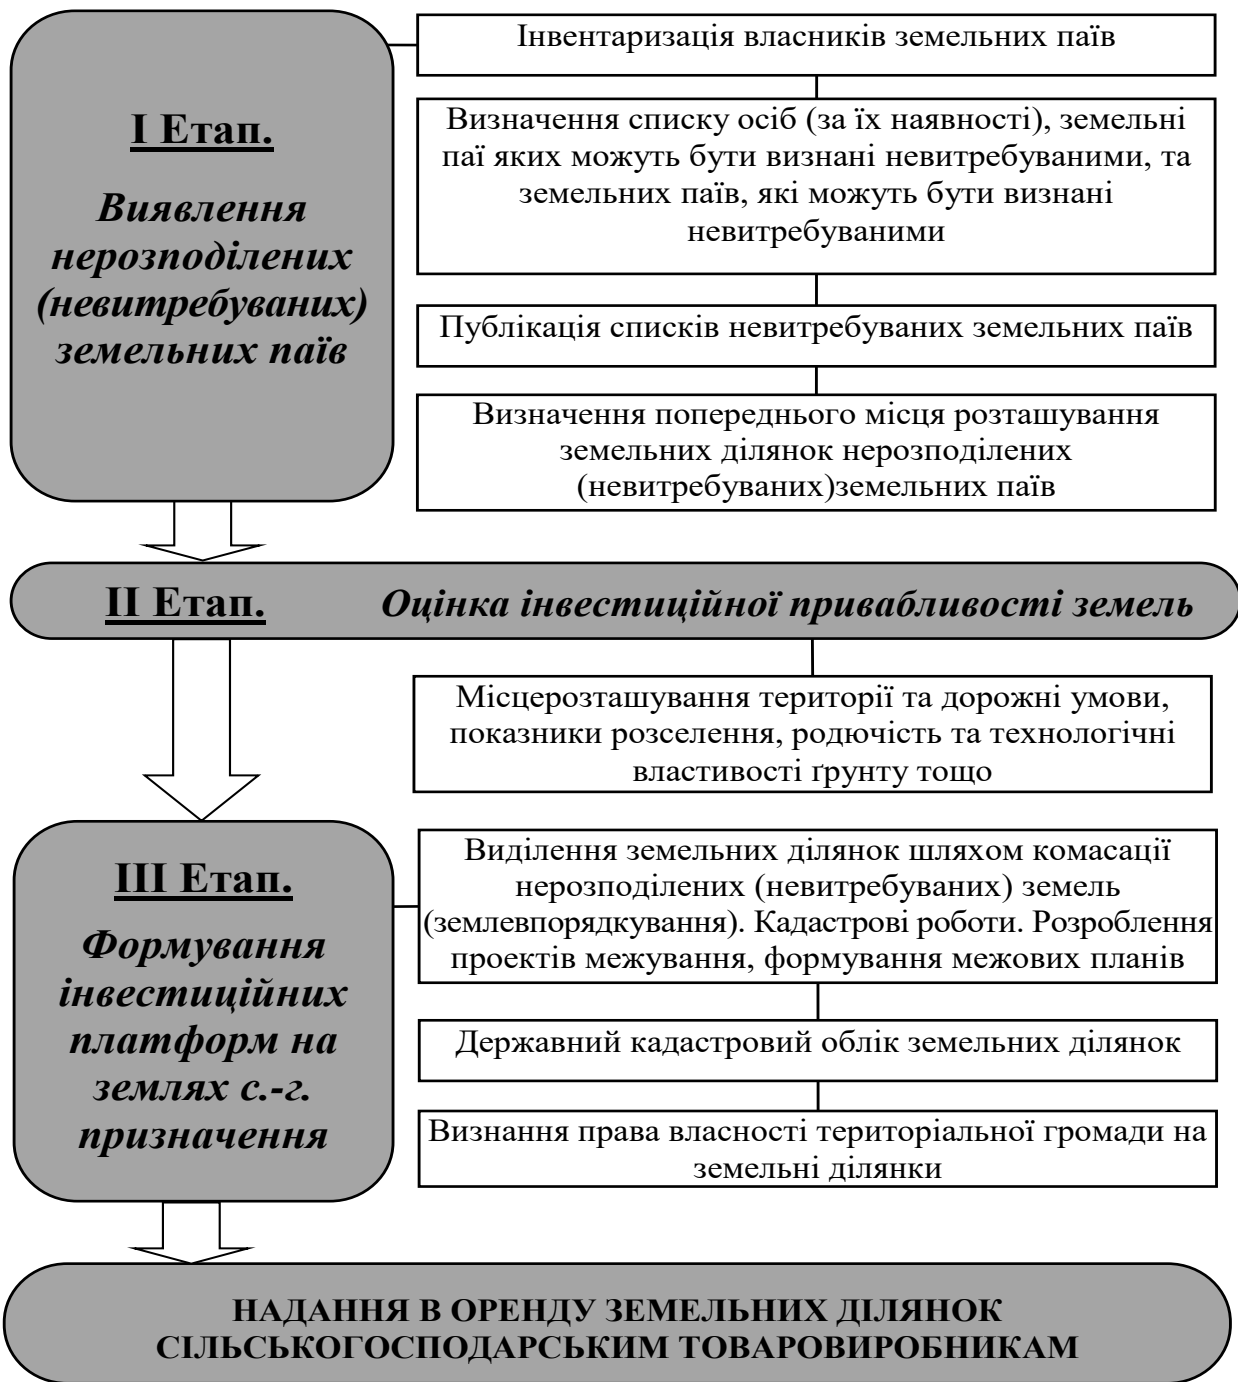 І Етап.
Виявлення
нерозподілених
(невитребуваних)
земельних паїв
Інвентаризація власників земельних паїв
Визначення списку осіб (за їх наявності), земельні
паї яких можуть бути визнані невитребуваними, та
земельних паїв, які можуть бути визнані
невитребуваними
Публікація списків невитребуваних земельних паїв
Визначення попереднього місця розташування
земельних ділянок нерозподілених
(невитребуваних)земельних паїв
ІІ Етап. Оцінка інвестиційної привабливості земель
Місцерозташування території та дорожні умови,
показники розселення, родючість та технологічні
властивості ґрунту тощо
ІІІ Етап.
Формування
інвестиційних
платформ на
землях с.-г.
призначення
Виділення земельних ділянок шляхом комасації
нерозподілених (невитребуваних) земель
(землевпорядкування). Кадастрові роботи. Розроблення
проектів межування, формування межових планів
Державний кадастровий облік земельних ділянок
Визнання права власності територіальної громади на
земельні ділянки
НАДАННЯ В ОРЕНДУ ЗЕМЕЛЬНИХ ДІЛЯНОК
СІЛЬСЬКОГОСПОДАРСЬКИМ ТОВАРОВИРОБНИКАМ